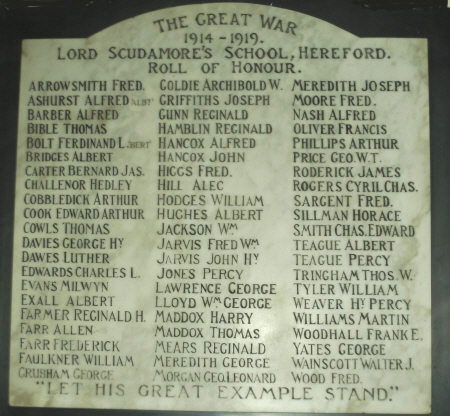 THE GREAT WAR
1914 - 1919.
LORD SCUDAMORE'S SCHOOL, HEREFORD.
ROLL OF HONOUR.
ARROWSMITH FRED.
ASHURST ALFRED
BARBER ALFRED
BIBLE THOMAS
BOLT FERDINAND L.
BRIDGES ALBERT
CARTER BERNARD JAS.
CHALLENOR HEDLEY
COBBLEDICK ARTHUR
COOK EDWARD ARTHUR
COWLS THOMAS
DAVIES GEORGE HY
DAWES LUTHER
EDWARDS CHARLES L.
EVANS MILWYN
EXALL ALBERT
FARMER REGINALD H.
FARR ALLEN
FARR FREDERICK
FAULKNER WILLIAM
GRUBHAM GEORGE
GOLDIE ARCHIBOLD W.
GRIFFITHS JOSEPH
GUNN REGINALD
HAMBLIN REGINALD
HANCOX ALFRED
HANCOX JOHN
HIGGS FRED.
HILL ALEC
HODGES WILLIAM
HUGHES ALBERT
JACKSON WM
JARVIS FRED WM
JARVIS JOHN HY
JONES PERCY
LAWRENCE GEORGE
LLOYD WM GEORGE
MADDOX HARRY
MADDOX THOMAS
MEARS REGINALD
MEREDITH GEORGE
MORGAN GEO. LEONARD
MEREDITH JOSEPH
MOORE FRED.
NASH ALFRED
OLIVER FRANCIS
PHILLIPS ARTHUR
PRICE GEO. W.T.
RODERICK JAMES
ROGERS CYRIL CHAS.
SARGENT FRED.
SILLMAN HORACE
SMITH CHAS. EDWARD
TEAGUE ALBERT
TEAGUE PERCY
TRINGHAM THOS. W.
TYLER WILLIAM
WEAVER HY PERCY
WILLIAMS MARTIN
WOODHALL FRANK E.
YATES GEORGE
WAINSCOTT WALTER J.
WOOD FRED.
"LET HIS GREAT EXAMPLE STAND."